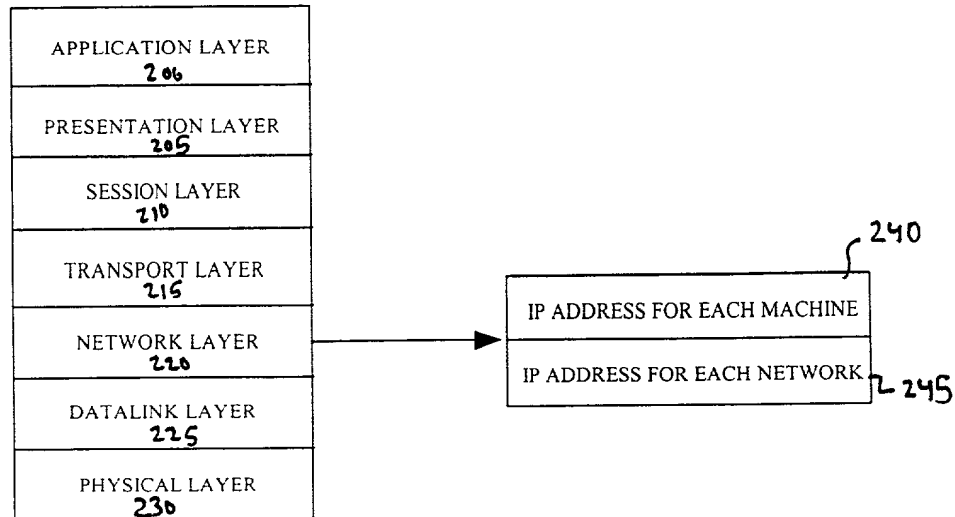 APPLICATION LAYER
206
PRESENTATION LAYER
205
SESSION LAYER
210
TRANSPORT LAYER
215
NETWORK LAYER
220
DATALINK LAYER
225
PHYSICAL LAYER
230
240
IP ADDRESS FOR EACH MACHINE
IP ADDRESS FOR EACH NETWORK
245